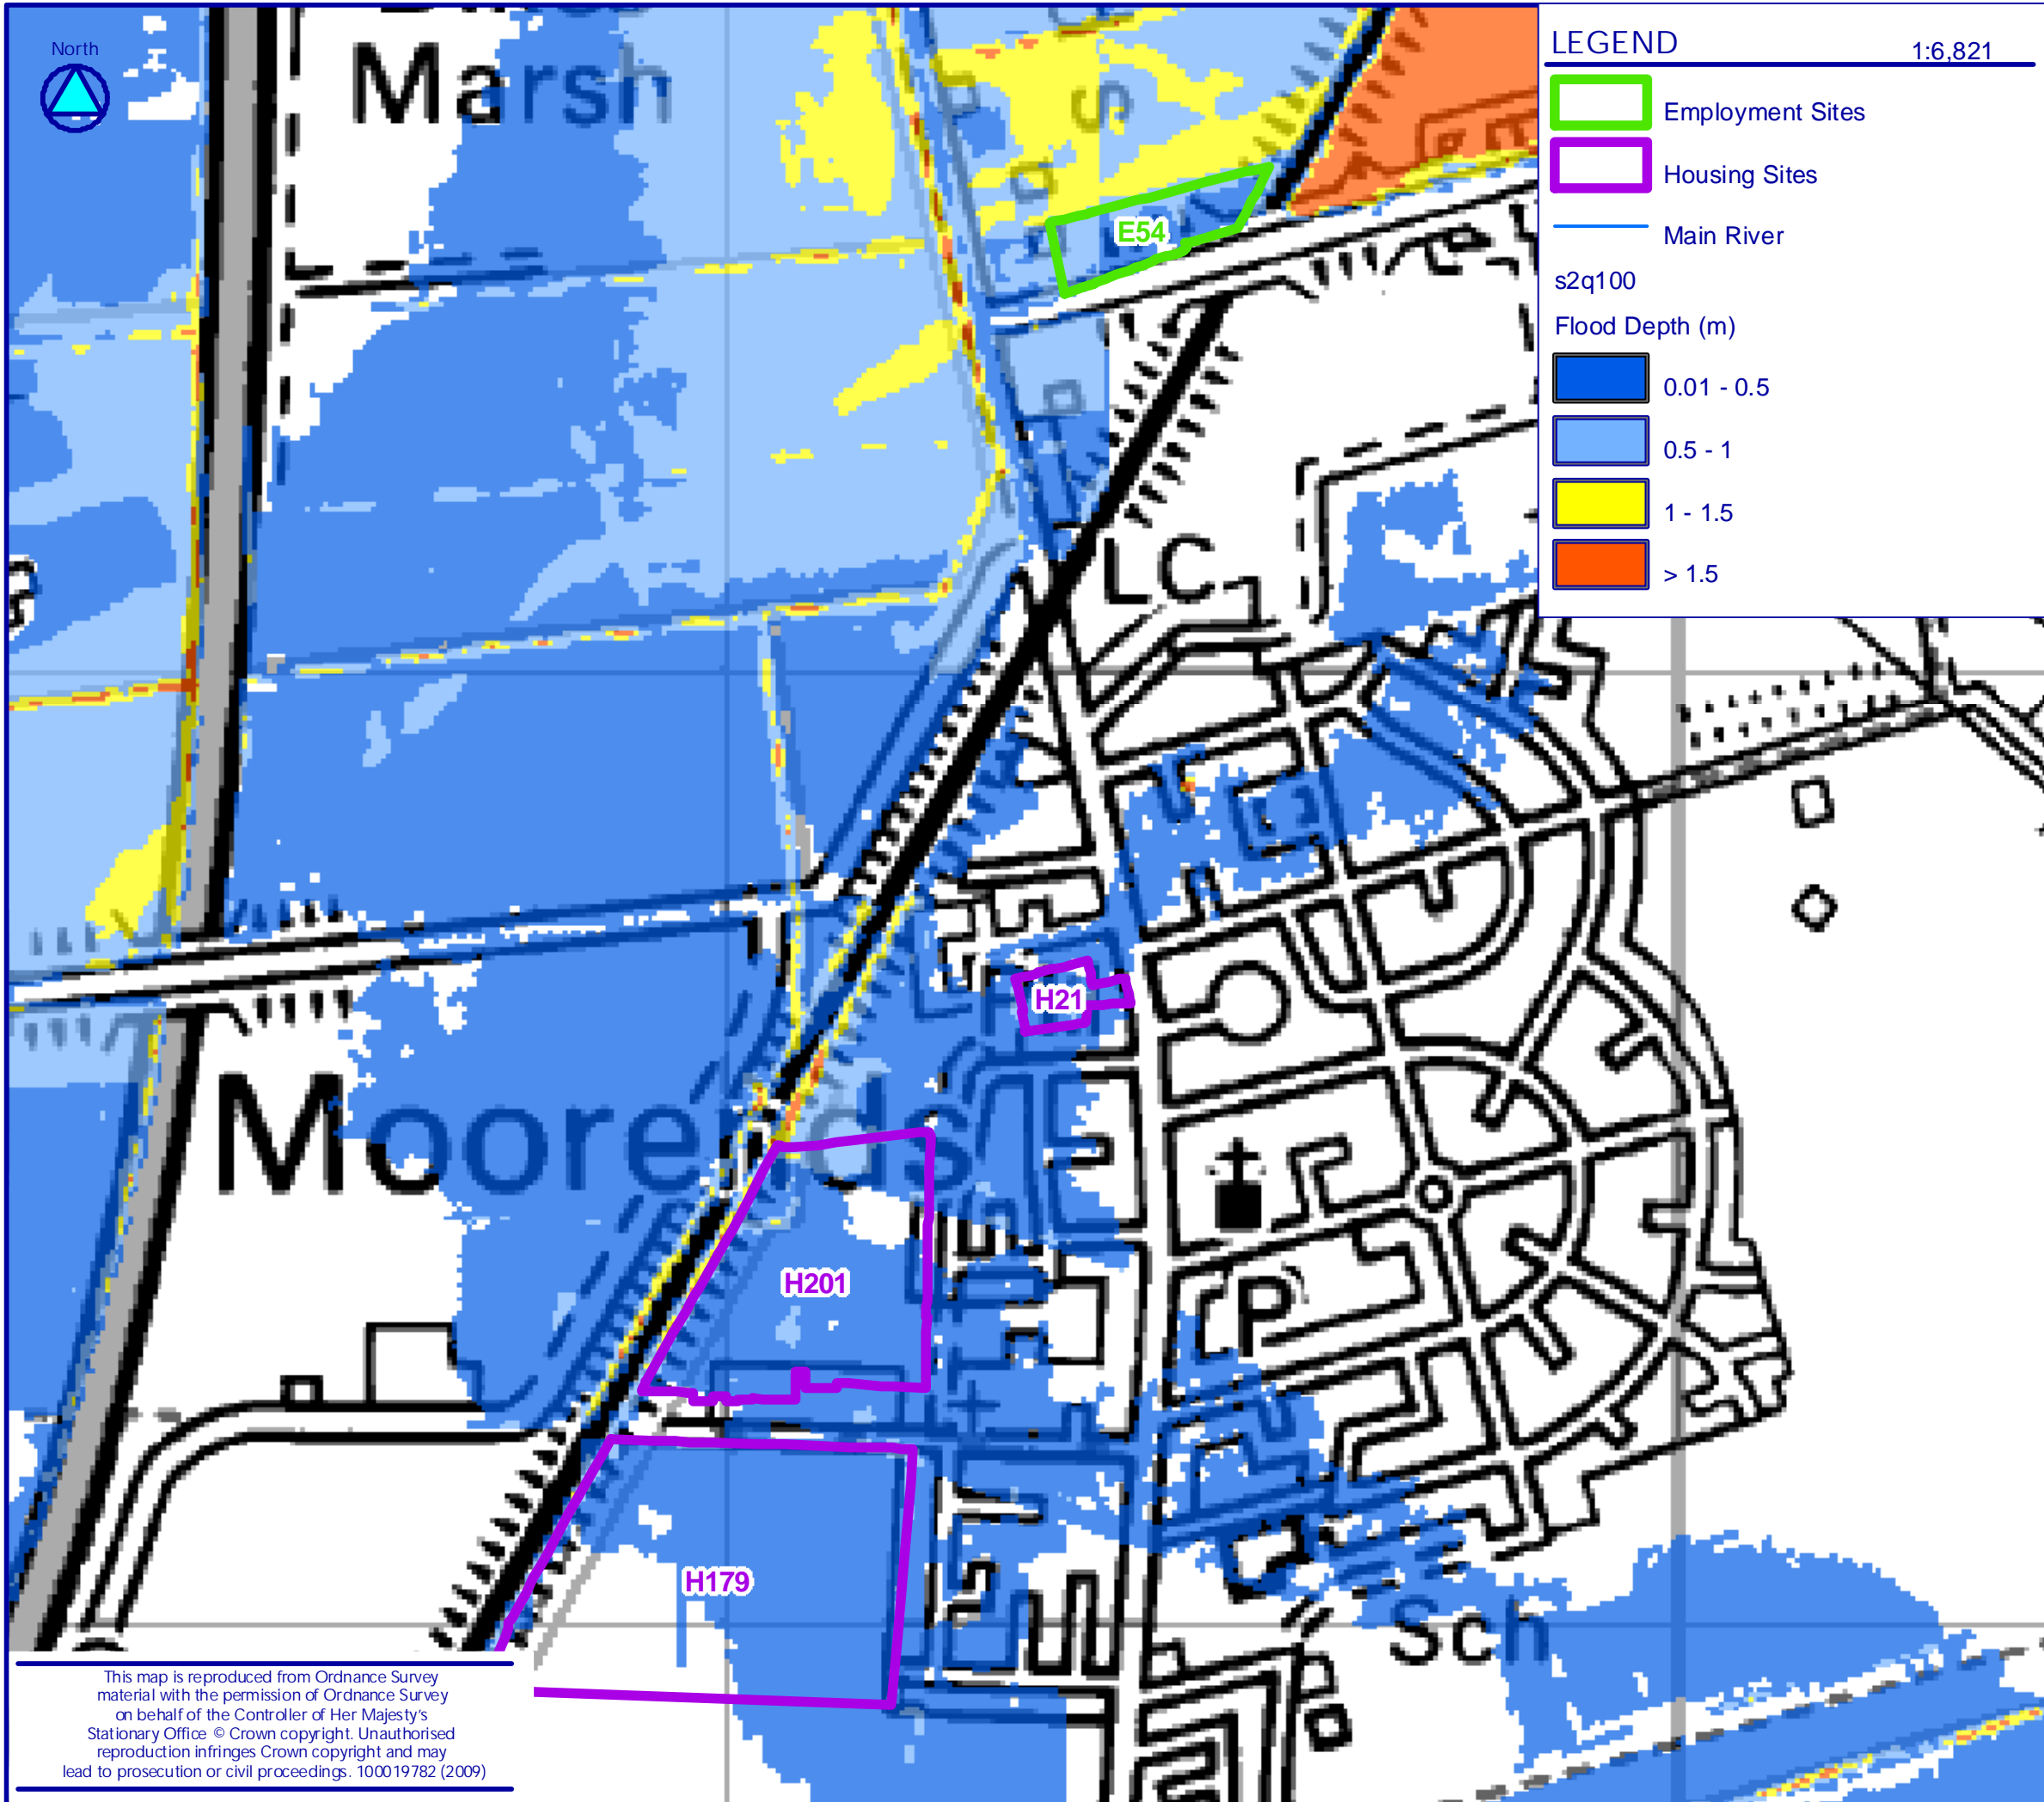 North
Marsh
LEGEND 1:6,821
Employment Sites
Housing Sites
Main River
s2q100
Flood Depth (m)
0.01 - 0.5
0.5 - 1
1 - 1.5
> 1.5
E54
LC
H21
Moorends
H201
P
H179
Sch
This map is reproduced from Ordnance Survey
material with the permission of Ordnance Survey
on behalf of the Controller of Her Majesty's
Stationary Office © Crown copyright. Unauthorised
reproduction infringes Crown copyright and may
lead to prosecution or civil proceedings. 100019782 (2009)